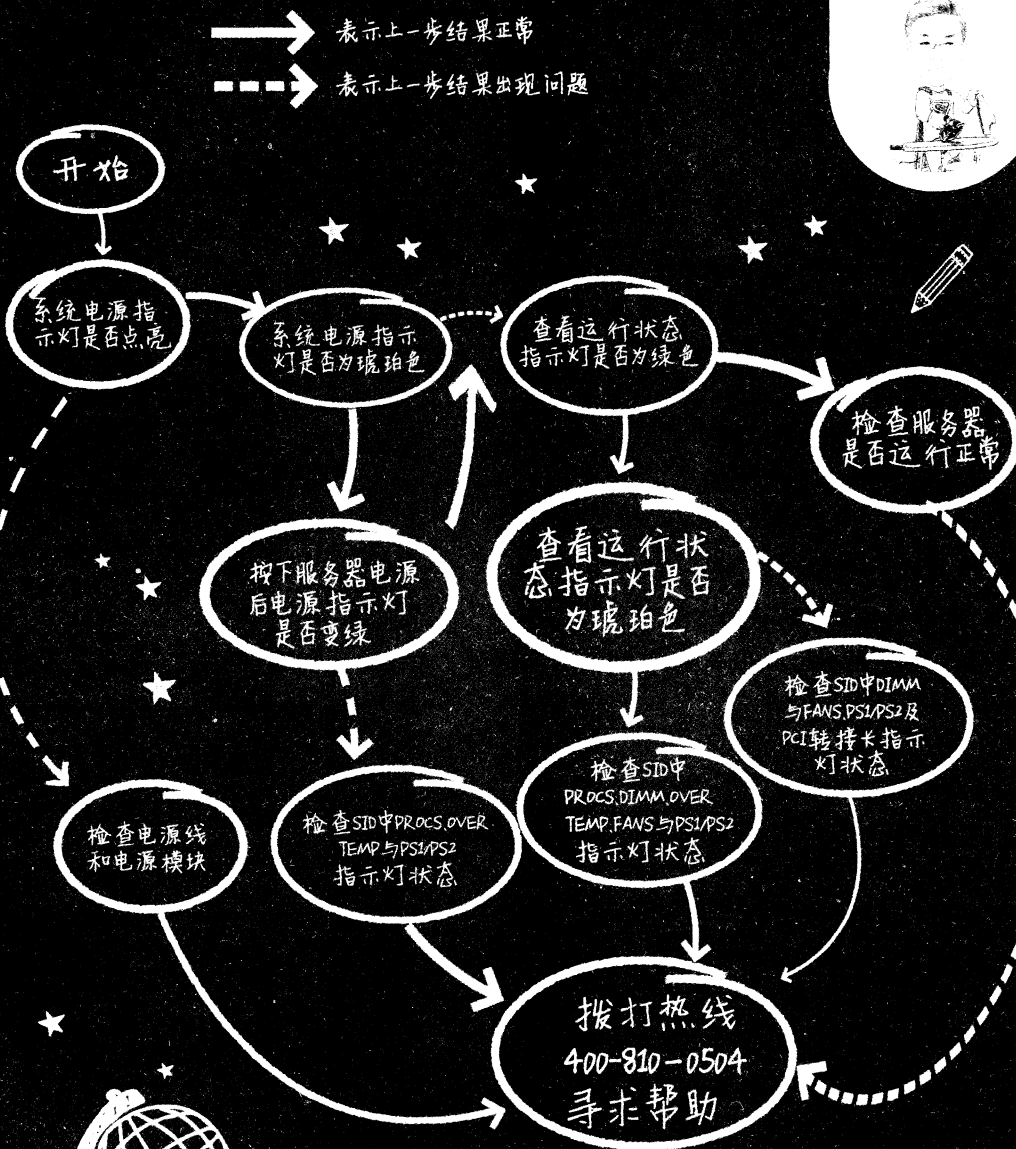 表示上一步结果正常
表示上一步结果出现问题
开始
系统电源指
示灯是否点亮
系统电源指示
灯是否为琥珀色
查看运行状态
指示灯是否为绿色
检查服务器
是否运行正常
按下服务器电源
后电源指示灯
是否变绿
查看运行状
态指示灯是否
为琥珀色
检查SID中DIMM
与FANS,PS1/PS2及
PCI转接卡指示
灯状态
检查电源线
和电源模块
检查SID中PROCS,OVER
TEMP与PS1/PS2
指示灯状态
检查SID中
PROCS,DIMM,OVER
TEMP,FANS与PS1/PS2
指示灯状态
拨打热线
400-810-0504
寻求帮助